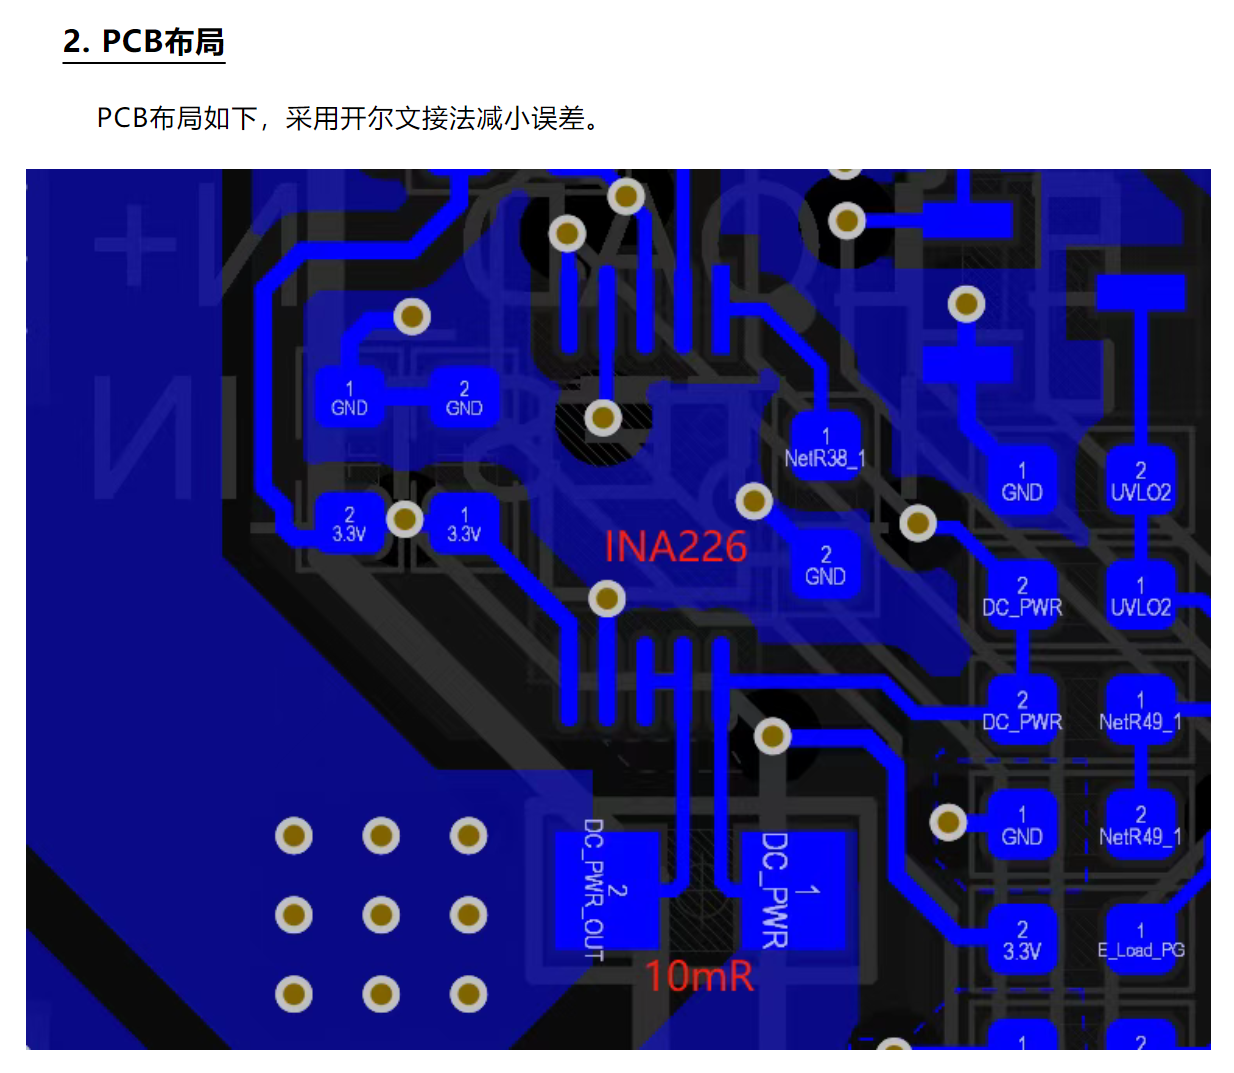 2. PCB布局
PCB布局如下，采用开尔文接法减小误差。
1
GND
2
GND
1
NetR38_1
1
GND
2
UVLO2
2
3.3V
1
3.3V
INA226
2
GND
2
DC_PWR
1
UVLO2
2
DC_PWR
1
NetR49_1
1
GND
2
NetR49_1
2
DC_PWR_OUT
1
DC_PWR
2
3.3V
1
E_Load_PG
10mR
1
2